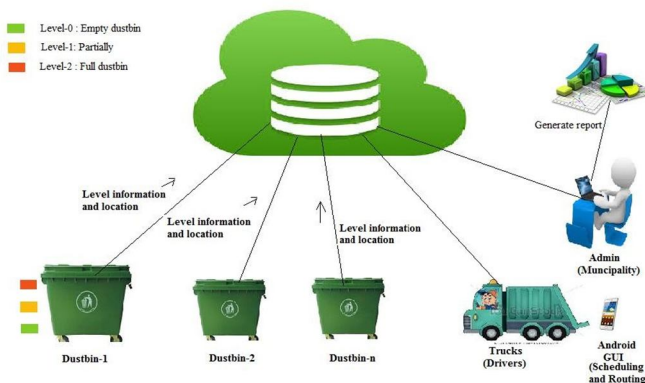 Level-0 : Empty dustbin
Level-1: Partially
Level-2 : Full dustbin
Generate report
Level information
and location
Level information
and location
Level information
and location
Admin
(Muncipality)
Dustbin-1
Dustbin-2
Dustbin-n
Trucks
(Drivers)
Android
GUI
(Scheduling
and Routing)